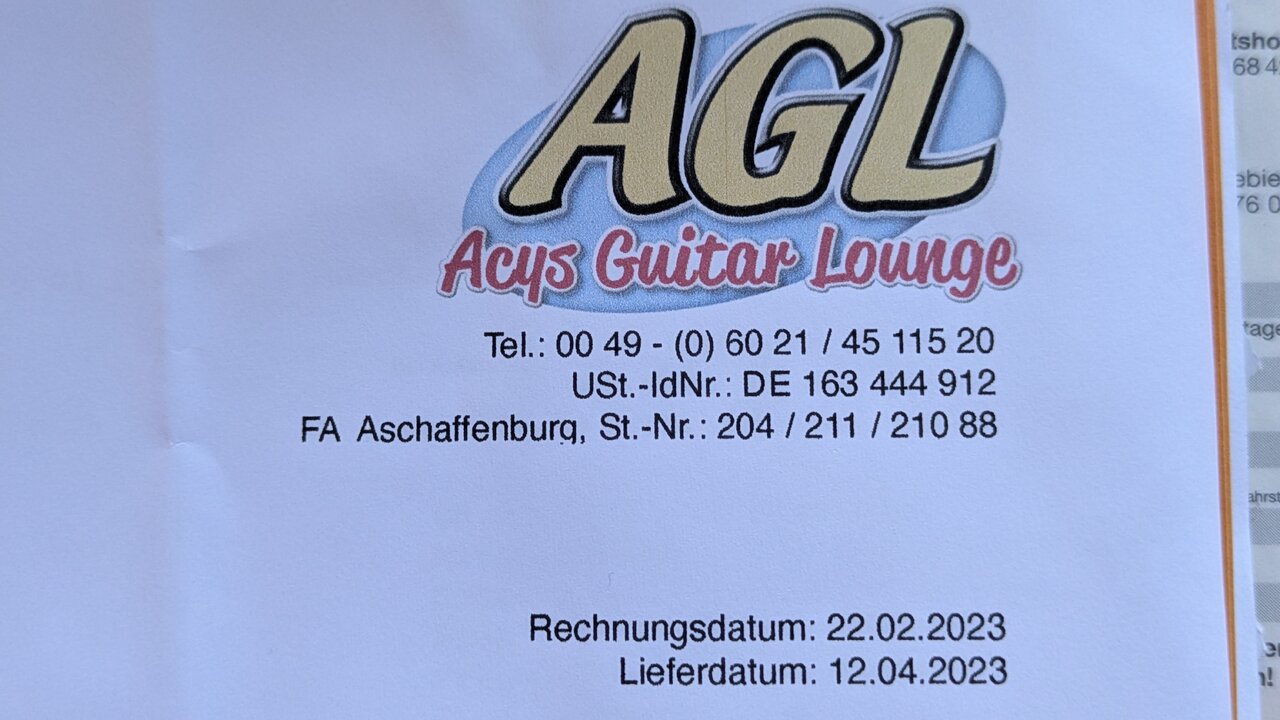 AGL
Acys Guitar Lounge
Tel.: 00 49 - (0) 60 21 / 45 115 20
USt.-IdNr.: DE 163 444 912
FA Aschaffenburg, St.-Nr.: 204 / 211 / 210 88
Rechnungsdatum: 22.02.2023
Lieferdatum: 12.04.2023